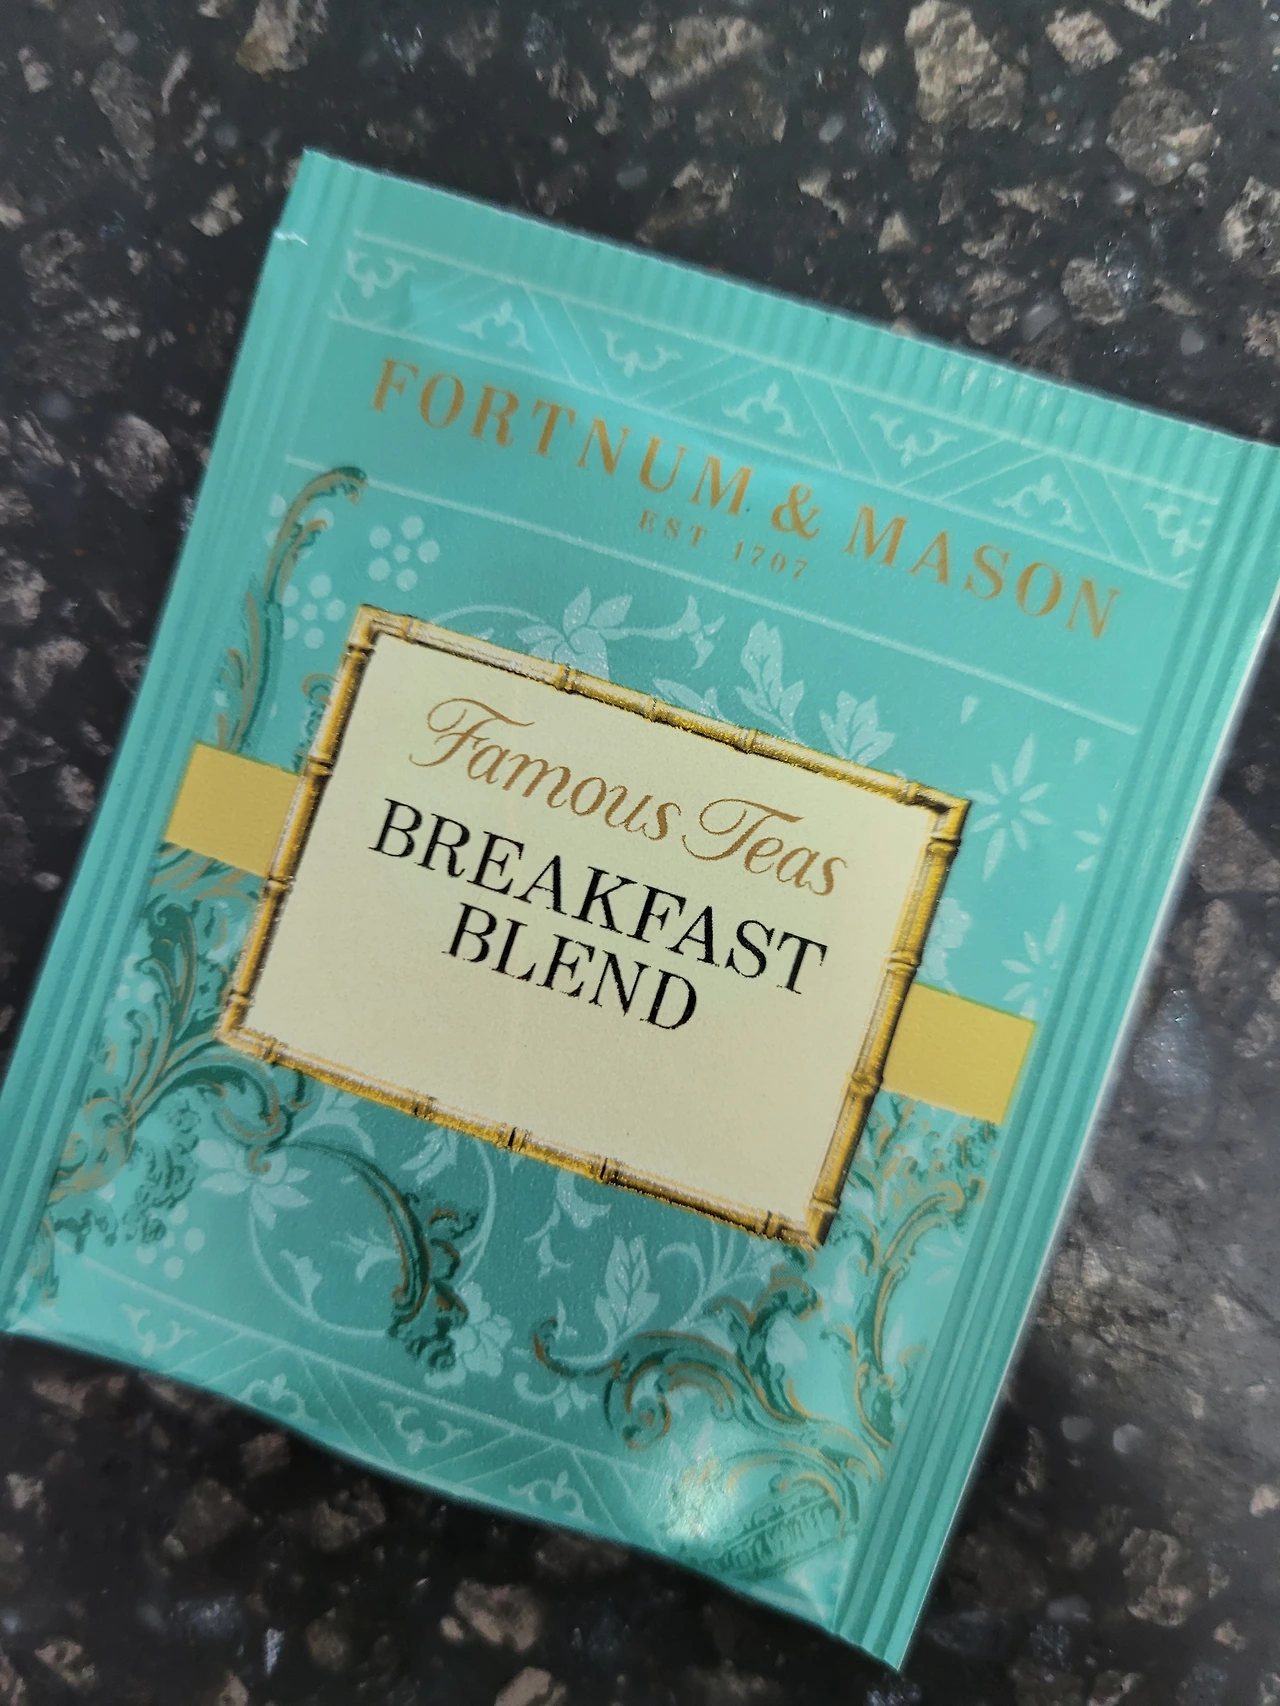 FORTNUM & MASON
EST 1707
Famous Teas
BREAKFAST
BLEND